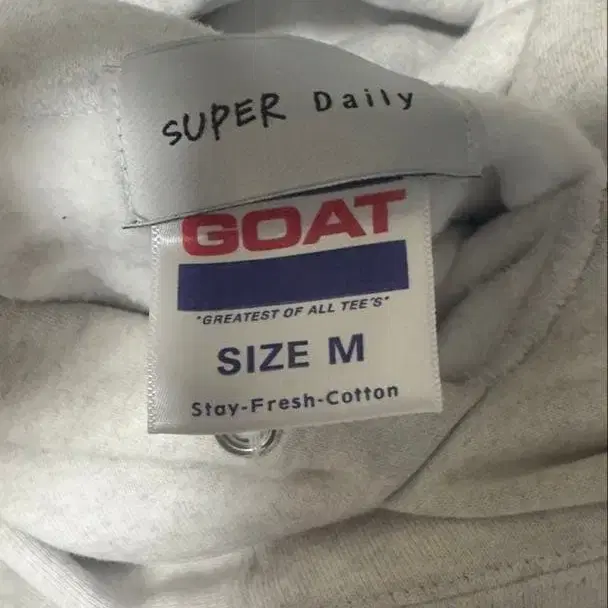 SUPER Daily
GOAT
"GREATEST OF ALL TEE'S"
SIZE M
Stay-Fresh-Cotton